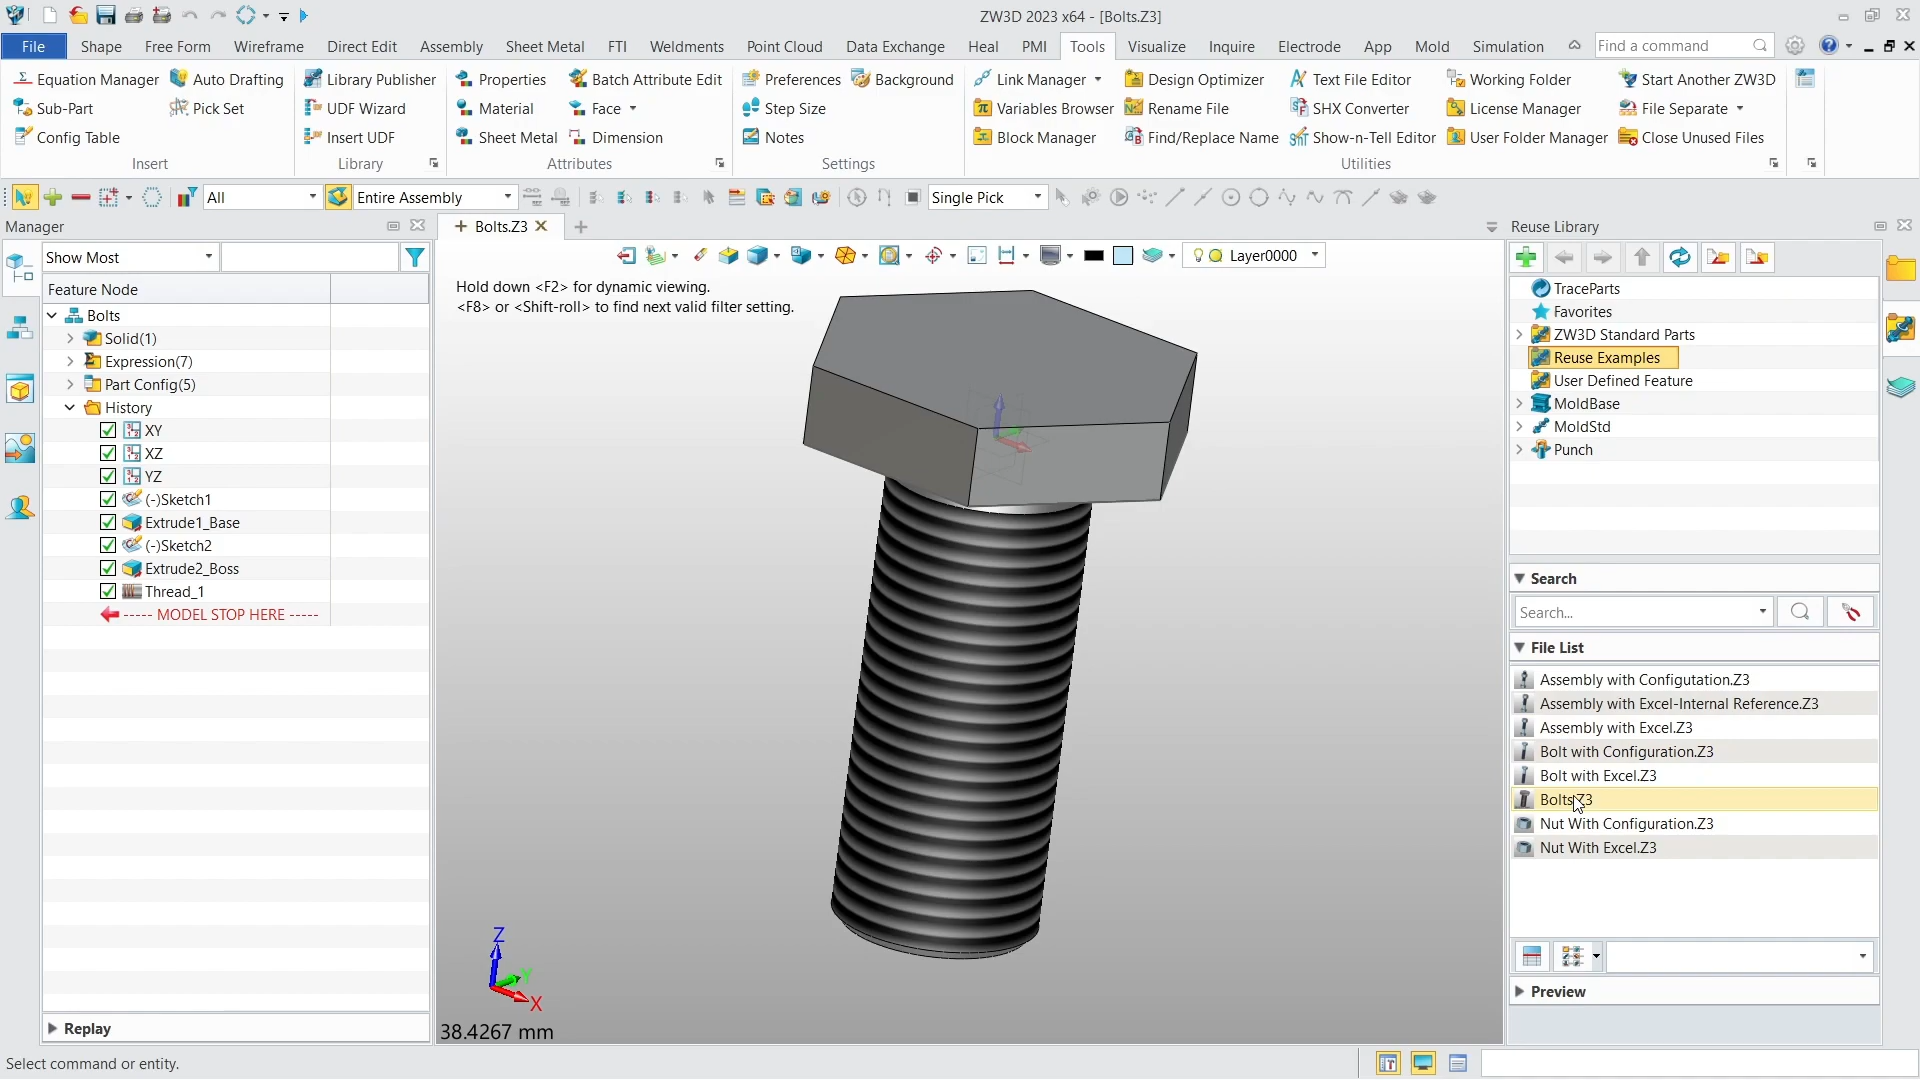 ZW3D 2023 x64 - [Bolts.Z3]
File Shape Free Form Wireframe Direct Edit Assembly Sheet Metal FTI Weldments Point Cloud Data Exchange Heal PMI Tools Visualize Inquire Electrode App Mold Simulation Find a command
Equation Manager Auto Drafting Library Publisher Properties Batch Attribute Edit Preferences Background Link Manager Design Optimizer Text File Editor Working Folder Start Another ZW3D
Sub-Part Pick Set UDF Wizard Material Face Step Size Variables Browser Rename File SHX Converter License Manager File Separate
Config Table Insert UDF Sheet Metal Dimension Notes Block Manager Find/Replace Name Show-n-Tell Editor User Folder Manager Close Unused Files
Insert Library Attributes Settings Utilities
All Entire Assembly Single Pick
Manager
Show Most
Feature Node
Bolts
Solid(1)
Expression(7)
Part Config(5)
History
XY
XZ
YZ
(-)Sketch1
Extrude1_Base
(-)Sketch2
Extrude2_Boss
Thread_1
----- MODEL STOP HERE -----
Replay
Bolts.Z3
Layer0000
Hold down <F2> for dynamic viewing.
<F8> or <Shift-roll> to find next valid filter setting.
Z
Y
X
38.4267 mm
Reuse Library
TraceParts
Favorites
ZW3D Standard Parts
Reuse Examples
User Defined Feature
MoldBase
MoldStd
Punch
Search
Search...
File List
Assembly with Configutation.Z3
Assembly with Excel-Internal Reference.Z3
Assembly with Excel.Z3
Bolt with Configuration.Z3
Bolt with Excel.Z3
Bolts.Z3
Nut With Configuration.Z3
Nut With Excel.Z3
Preview
Select command or entity.